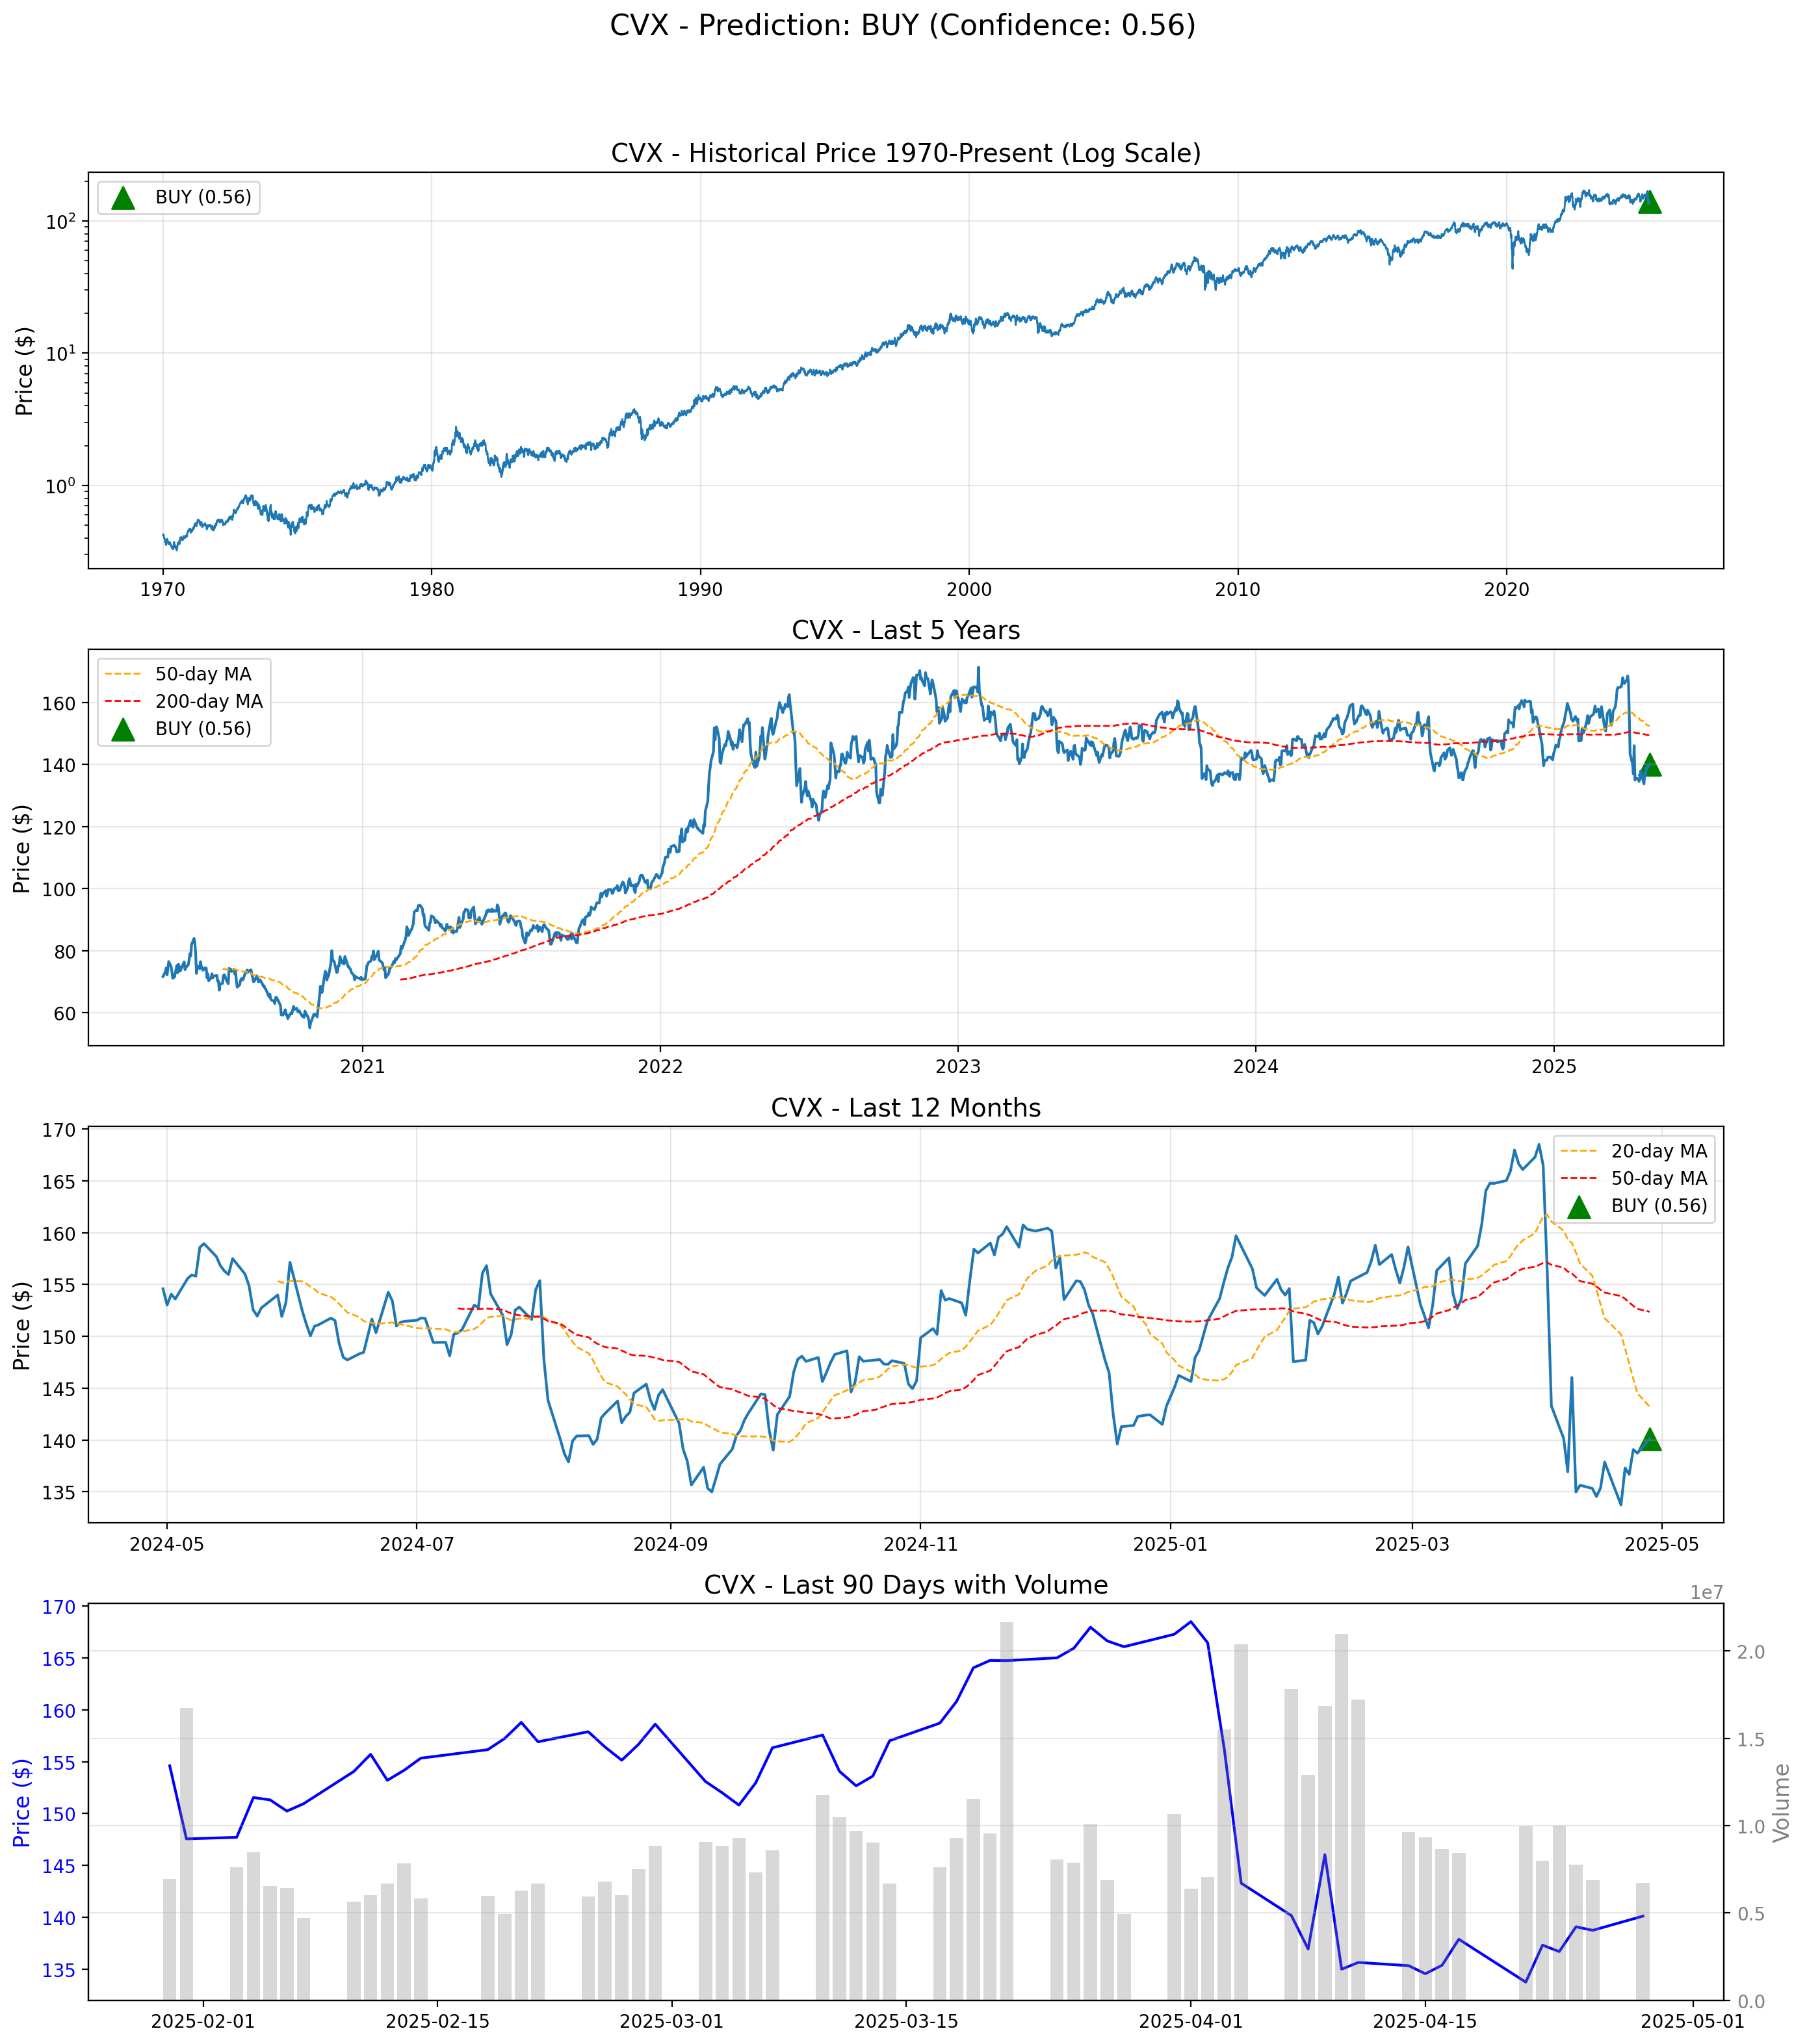 CVX - Prediction: BUY (Confidence: 0.56)
CVX - Historical Price 1970-Present (Log Scale)
BUY (0.56)
Price ($)
10²
10¹
10⁰
1970 1980 1990 2000 2010 2020
CVX - Last 5 Years
50-day MA
200-day MA
BUY (0.56)
Price ($)
160
140
120
100
80
60
2021 2022 2023 2024 2025
CVX - Last 12 Months
20-day MA
50-day MA
BUY (0.56)
Price ($)
170
165
160
155
150
145
140
135
2024-05 2024-07 2024-09 2024-11 2025-01 2025-03 2025-05
CVX - Last 90 Days with Volume
1e7
Price ($)
170
165
160
155
150
145
140
135
2.0
1.5
1.0
0.5
0.0
Volume
2025-02-01 2025-02-15 2025-03-01 2025-03-15 2025-04-01 2025-04-15 2025-05-01